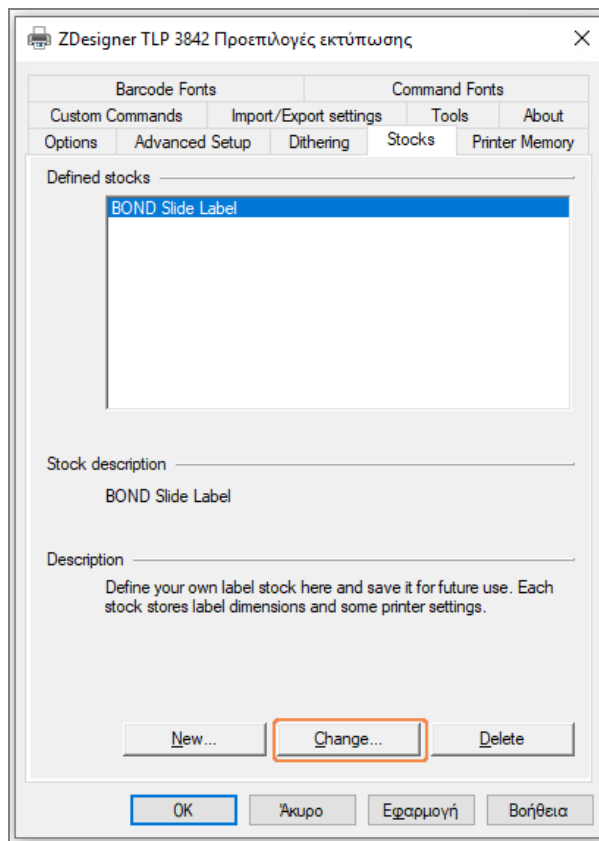 ZDesigner TLP 3842 Προεπιλογές εκτύπωσης
Barcode Fonts Command Fonts
Custom Commands Import/Export settings Tools About
Options Advanced Setup Dithering Stocks Printer Memory
Defined stocks
BOND Slide Label
Stock description
BOND Slide Label
Description
Define your own label stock here and save it for future use. Each
stock stores label dimensions and some printer settings.
New... Change... Delete
OK Άκυρο Εφαρμογή Βοήθεια